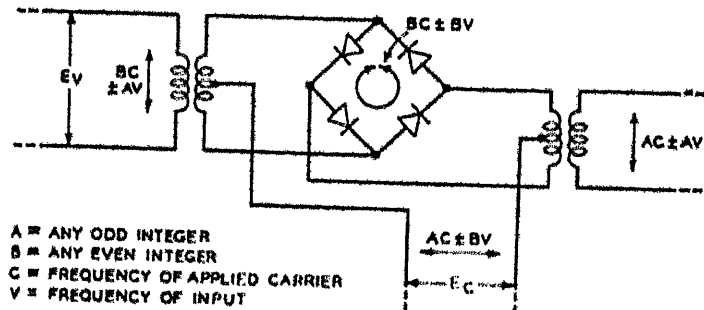 BC ± BV
EV
BC
± AV
AC ± AV
A = ANY ODD INTEGER
B = ANY EVEN INTEGER
C = FREQUENCY OF APPLIED CARRIER
V = FREQUENCY OF INPUT
AC ± BV
EC